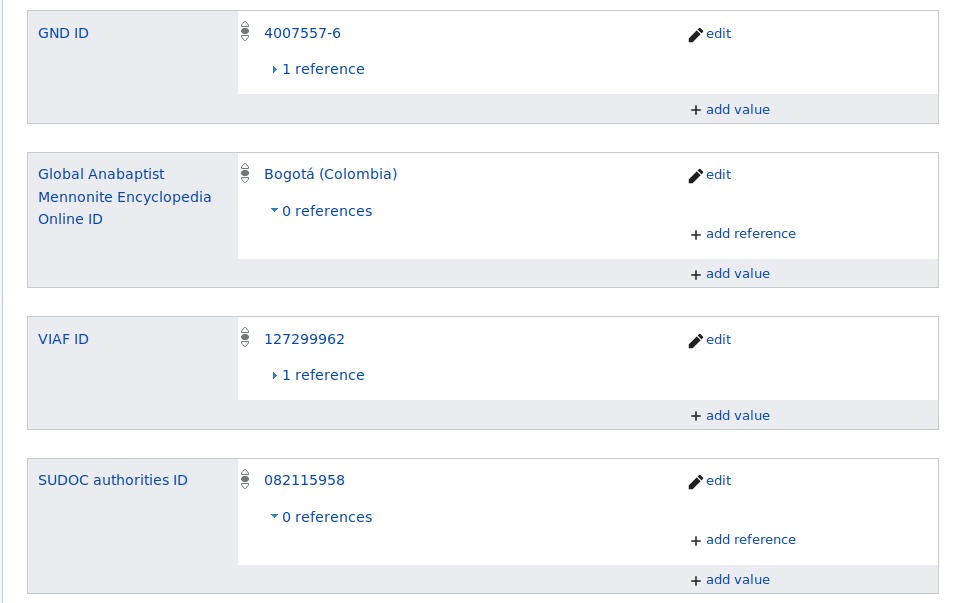 GND ID
4007557-6
edit
1 reference
+ add value
Global Anabaptist
Mennonite Encyclopedia
Online ID
Bogotá (Colombia)
edit
0 references
+ add reference
+ add value
VIAF ID
127299962
edit
1 reference
+ add value
SUDOC authorities ID
082115958
edit
0 references
+ add reference
+ add value